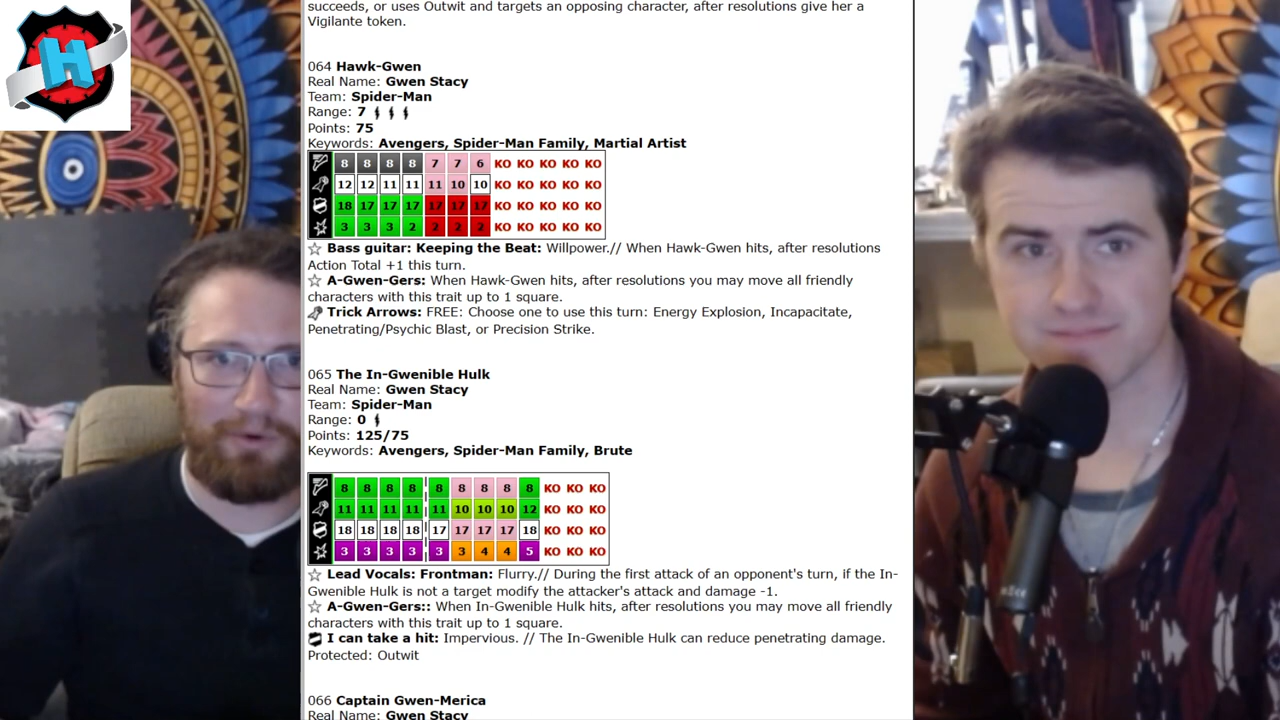 H
succeeds, or uses Outwit and targets an opposing character, after resolutions give her a
Vigilante token.
064 Hawk-Gwen
Real Name: Gwen Stacy
Team: Spider-Man
Range: 7
Points: 75
Keywords: Avengers, Spider-Man Family, Martial Artist
8 8 8 8 7 7 6 KO KO KO KO KO
12 12 11 11 11 10 10 KO KO KO KO KO
18 17 17 17 17 17 17 KO KO KO KO KO
3 3 3 2 2 2 2 KO KO KO KO KO
Bass guitar: Keeping the Beat: Willpower.// When Hawk-Gwen hits, after resolutions
Action Total +1 this turn.
A-Gwen-Gers: When Hawk-Gwen hits, after resolutions you may move all friendly
characters with this trait up to 1 square.
Trick Arrows: FREE: Choose one to use this turn: Energy Explosion, Incapacitate,
Penetrating/Psychic Blast, or Precision Strike.
065 The In-Gwenible Hulk
Real Name: Gwen Stacy
Team: Spider-Man
Range: 0
Points: 125/75
Keywords: Avengers, Spider-Man Family, Brute
8 8 8 8 8 8 8 8 8 KO KO KO
11 11 11 11 11 10 10 10 12 KO KO KO
18 18 18 18 17 17 17 17 18 KO KO KO
3 3 3 3 3 3 4 4 5 KO KO KO
Lead Vocals: Frontman: Flurry.// During the first attack of an opponent's turn, if the In-
Gwenible Hulk is not a target modify the attacker's attack and damage -1.
A-Gwen-Gers:: When In-Gwenible Hulk hits, after resolutions you may move all friendly
characters with this trait up to 1 square.
I can take a hit: Impervious. // The In-Gwenible Hulk can reduce penetrating damage.
Protected: Outwit
066 Captain Gwen-Merica
Real Name: Gwen Stacy